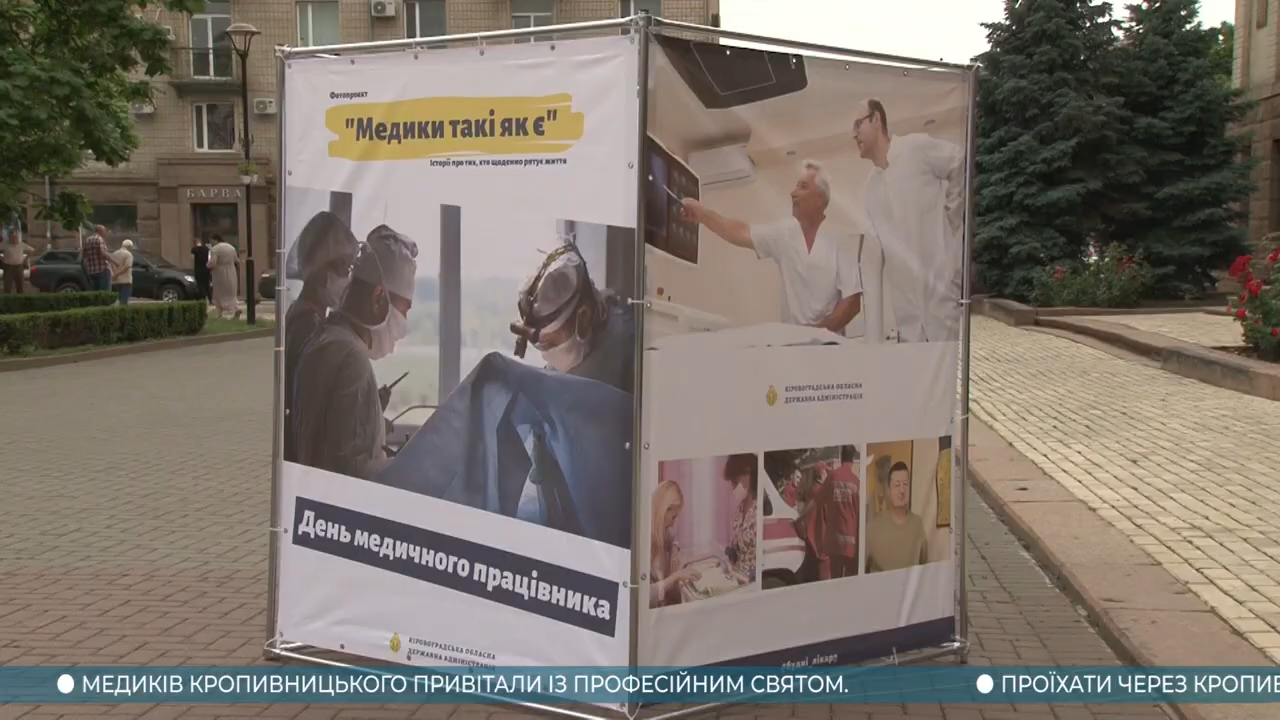 Фотопроєкт
"Медики такі як є"
Історії про тих, хто щоденно рятує життя
БАРВА
КІРОВОГРАДСЬКА ОБЛАСНА
ДЕРЖАВНА АДМІНІСТРАЦІЯ
День медичного працівника
КІРОВОГРАДСЬКА ОБЛАСНА
ДЕРЖАВНА АДМІНІСТРАЦІЯ
МЕДИКІВ КРОПИВНИЦЬКОГО ПРИВІТАЛИ ІЗ ПРОФЕСІЙНИМ СВЯТОМ.
ПРОЇХАТИ ЧЕРЕЗ КРОПИВ